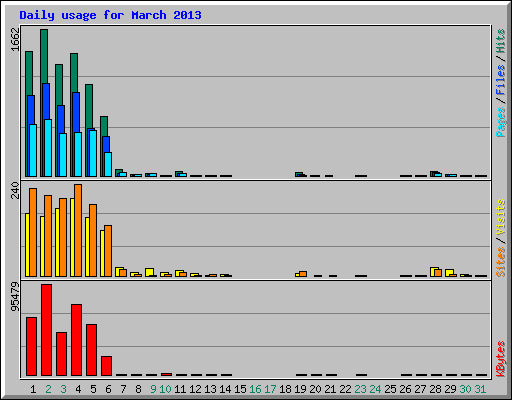 Daily usage for March 2013
1662
Pages / Files / Hits
240
Sites / Visits
95479
KBytes
1 2 3 4 5 6 7 8 9 10 11 12 13 14 15 16 17 18 19 20 21 22 23 24 25 26 27 28 29 30 31